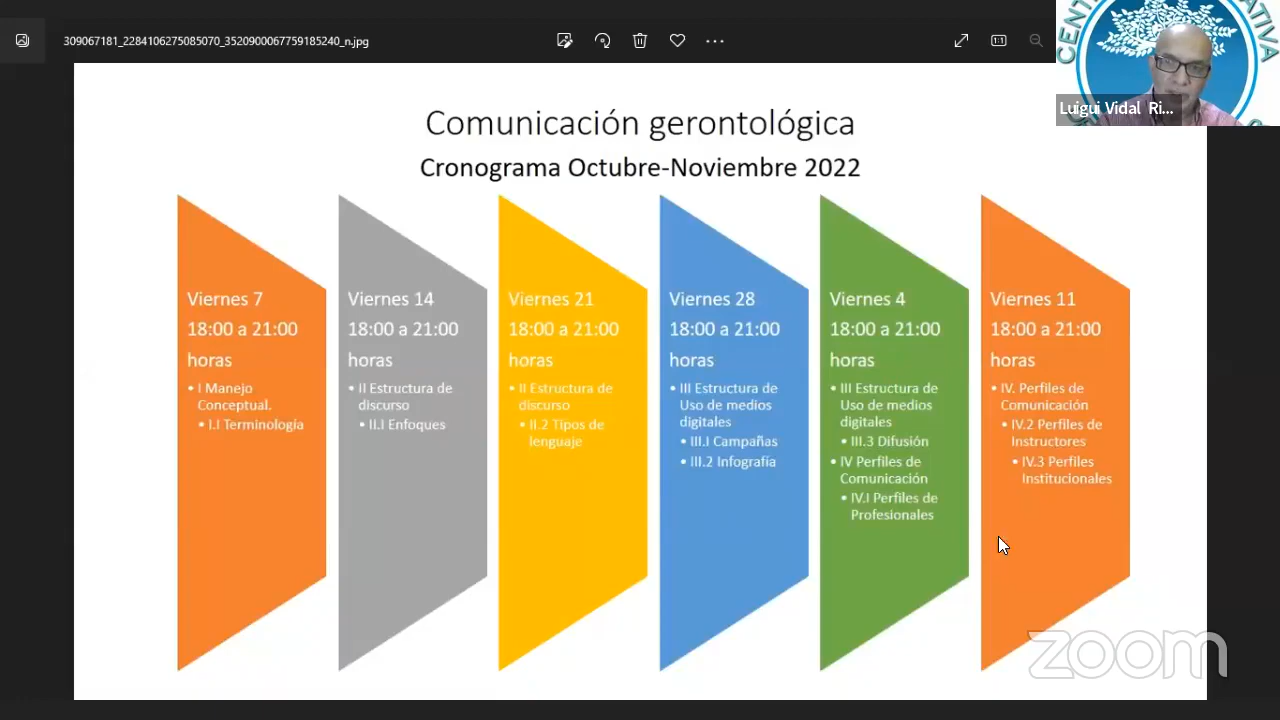 309067181_2284106275085070_3520900067759185240_n.jpg
1:1
Luigui Vidal Ri...
Comunicación gerontológica
Cronograma Octubre-Noviembre 2022
Viernes 7
18:00 a 21:00
horas
• I Manejo
Conceptual.
• I.I Terminología
Viernes 14
18:00 a 21:00
horas
• II Estructura de
discurso
• II.I Enfoques
Viernes 21
18:00 a 21:00
horas
• II Estructura de
discurso
• II.2 Tipos de
lenguaje
Viernes 28
18:00 a 21:00
horas
• III Estructura de
Uso de medios
digitales
• III.I Campañas
• III.2 Infografía
Viernes 4
18:00 a 21:00
horas
• III Estructura de
Uso de medios
digitales
• III.3 Difusión
• IV Perfiles de
Comunicación
• IV.I Perfiles de
Profesionales
Viernes 11
18:00 a 21:00
horas
• IV. Perfiles de
Comunicación
• IV.2 Perfiles de
Instructores
• IV.3 Perfiles
Institucionales
zoom